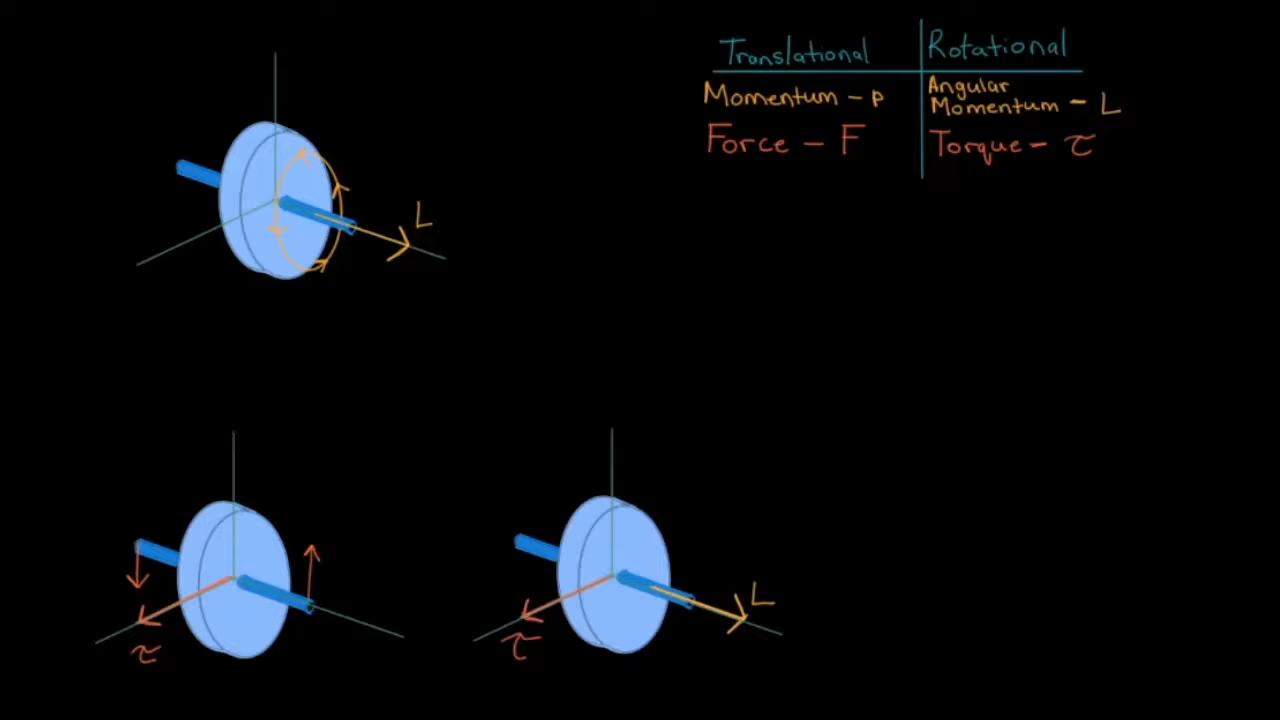 Translational
Rotational
Momentum - p
Angular
Momentum - L
Force - F
Torque - τ
L
τ
τ
L